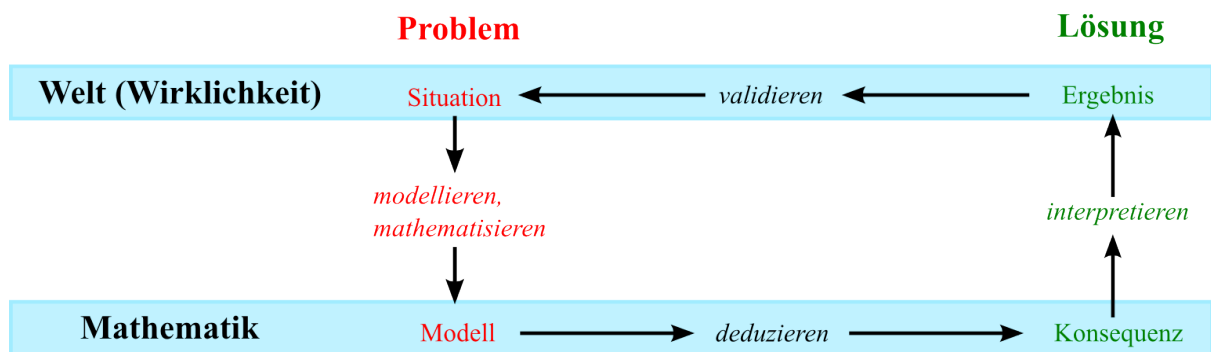 Problem
Lösung
Welt (Wirklichkeit)
Situation
validieren
Ergebnis
modellieren,
mathematisieren
interpretieren
Mathematik
Modell
deduzieren
Konsequenz